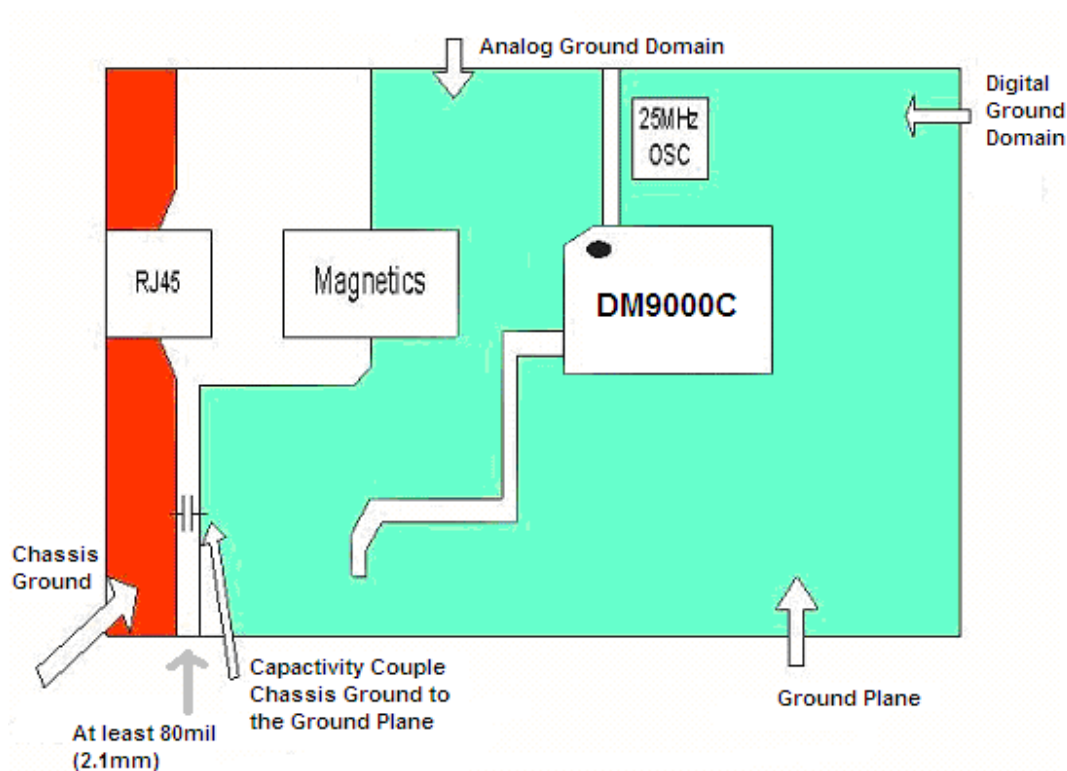 Analog Ground Domain
Digital
Ground
Domain
25MHz
OSC
RJ45
Magnetics
DM9000C
Chassis
Ground
Capactivity Couple
Chassis Ground to
the Ground Plane
Ground Plane
At least 80mil
(2.1mm)